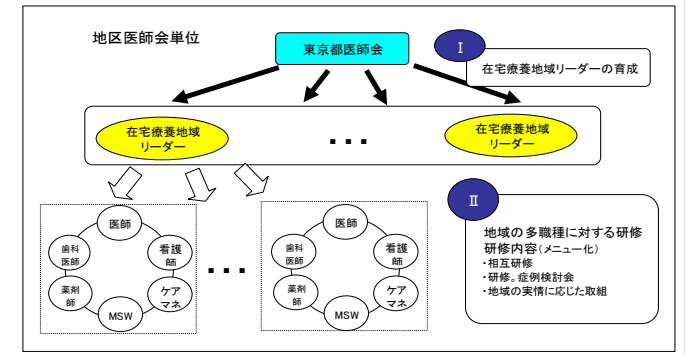 地区医師会単位
東京都医師会
Ⅰ
在宅療養地域リーダーの育成
在宅療養地域
リーダー
・・・
在宅療養地域
リーダー
Ⅱ
地域の多職種に対する研修
研修内容（メニュー化）
・相互研修
・研修。症例検討会
・地域の実情に応じた取組
医師
歯科
医師
看護
師
薬剤
師
ケア
マネ
MSW
・・・
医師
歯科
医師
看護
師
薬剤
師
ケア
マネ
MSW